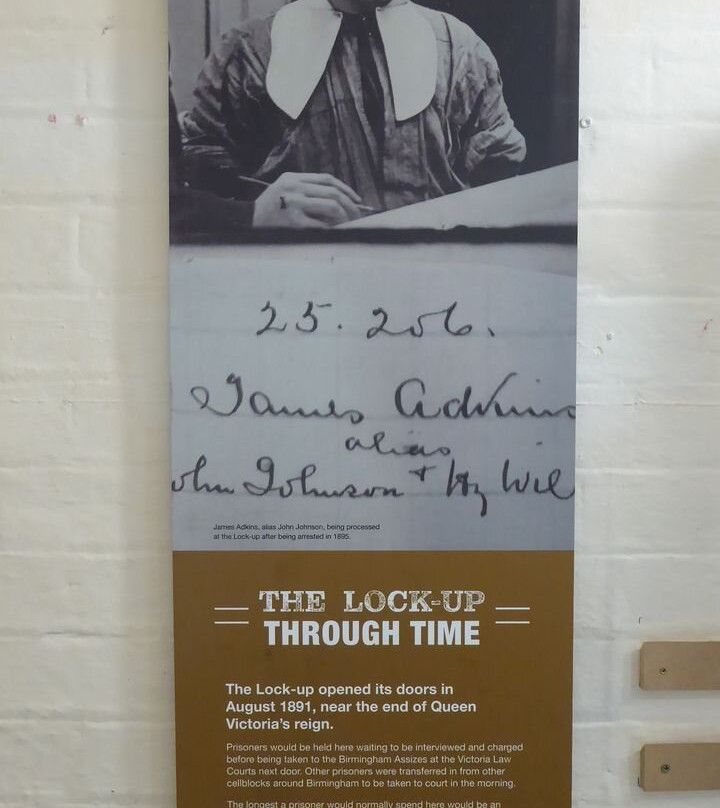 25. 206.
James Adkins
alias
John Johnson + Hy Wil
James Adkins, alias John Johnson, being processed
at the Lock-up after being arrested in 1895.
THE LOCK-UP
THROUGH TIME
The Lock-up opened its doors in
August 1891, near the end of Queen
Victoria's reign.
Prisoners would be held here waiting to be interviewed and charged
before being taken to the Birmingham Assizes at the Victoria Law
Courts next door. Other prisoners were transferred in from other
cellblocks around Birmingham to be taken to court in the morning.
The longest a prisoner would normally spend here would be an